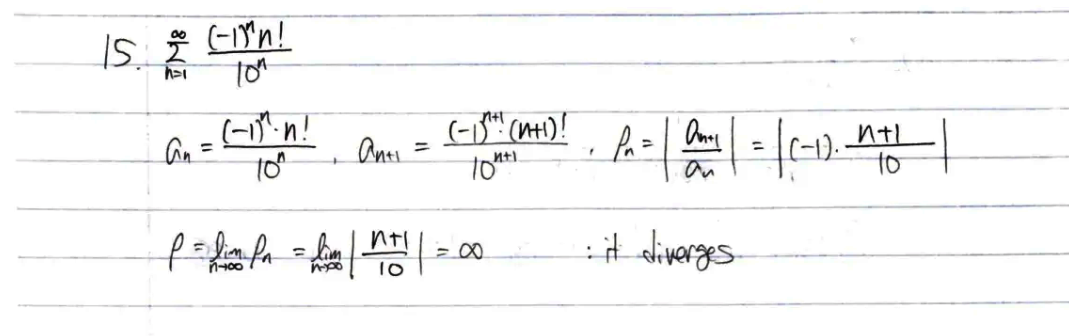 15. $\sum_{n=1}^{\infty} \frac{(-1)^n n!}{10^n}$
$a_n = \frac{(-1)^n \cdot n!}{10^n}$, $a_{n+1} = \frac{(-1)^{n+1} \cdot (n+1)!}{10^{n+1}}$. $\rho_n = \left| \frac{a_{n+1}}{a_n} \right| = \left| (-1) \cdot \frac{n+1}{10} \right|$
$\rho = \lim_{n \to \infty} \rho_n = \lim_{n \to \infty} \left| \frac{n+1}{10} \right| = \infty$ : it diverges